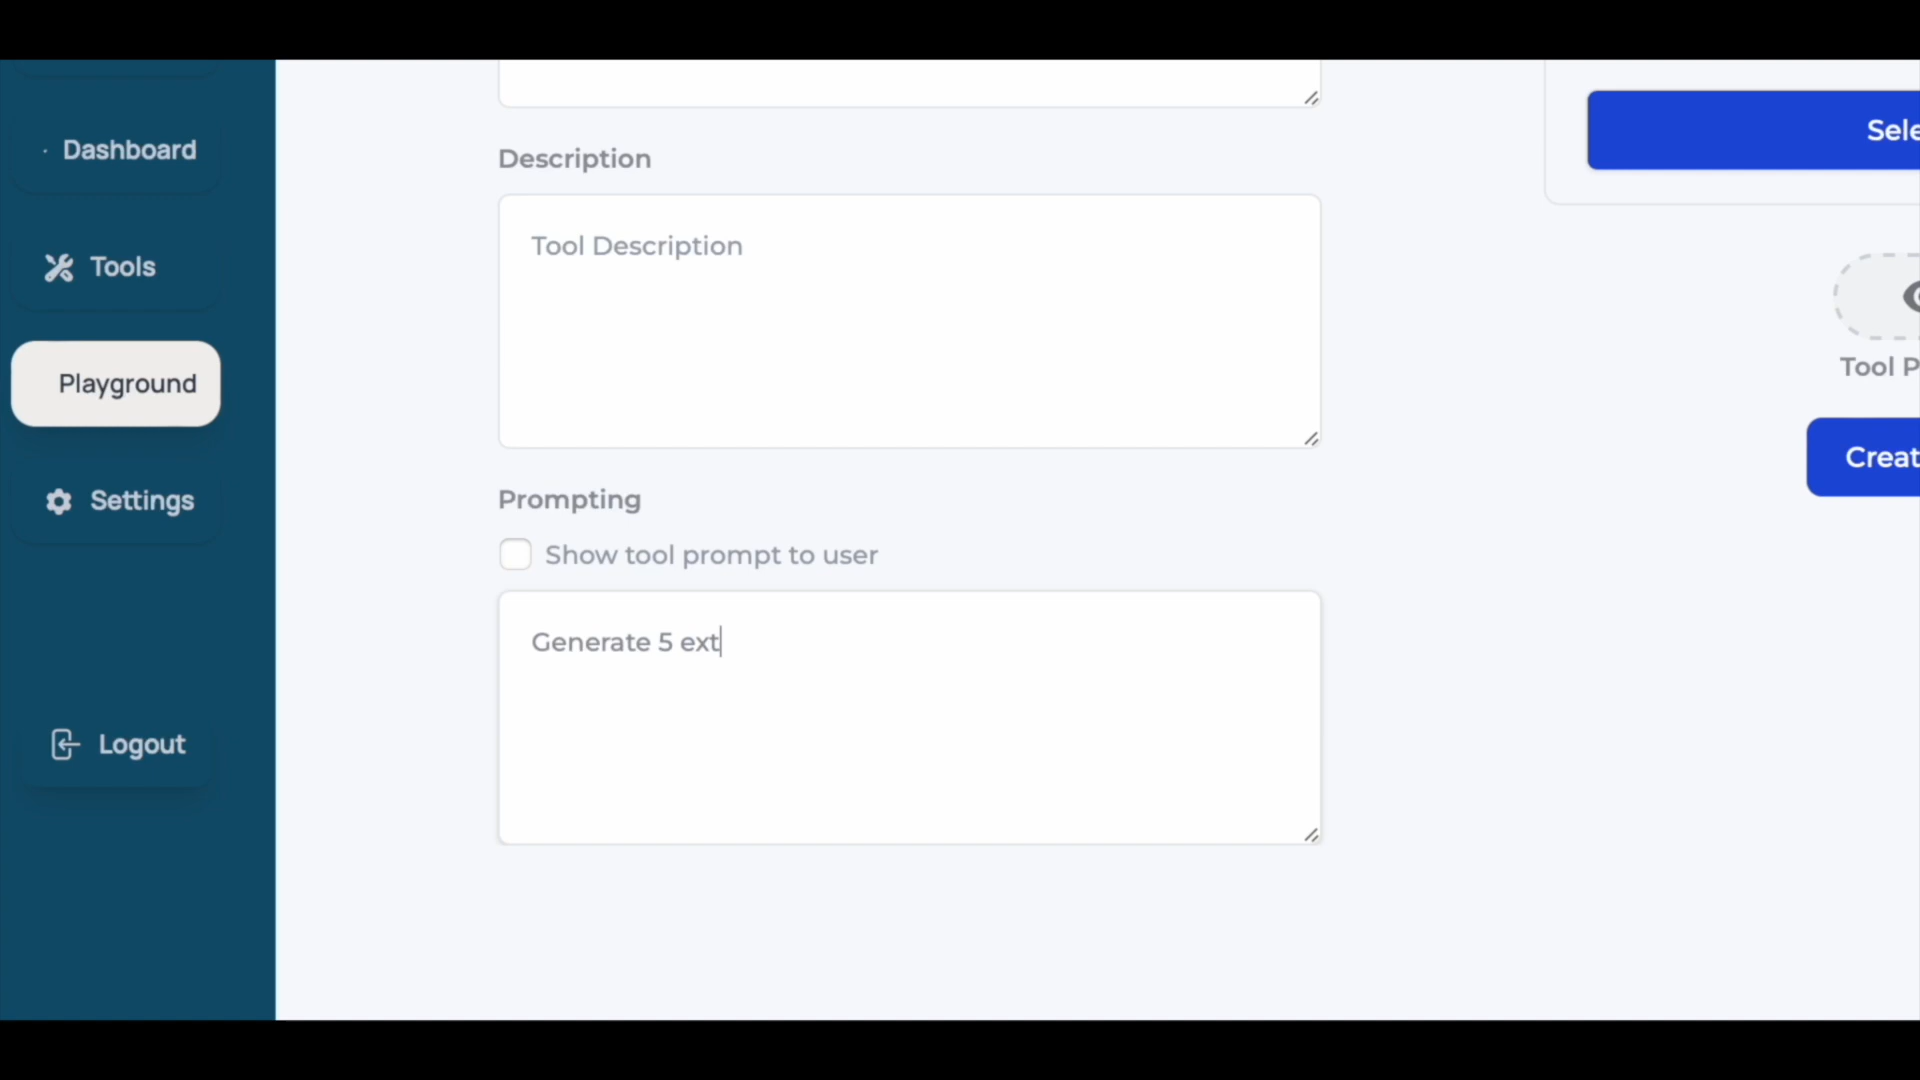 Dashboard
Tools
Playground
Settings
Logout
Description
Tool Description
Prompting
Show tool prompt to user
Generate 5 ext
Sele
Tool P
Creat